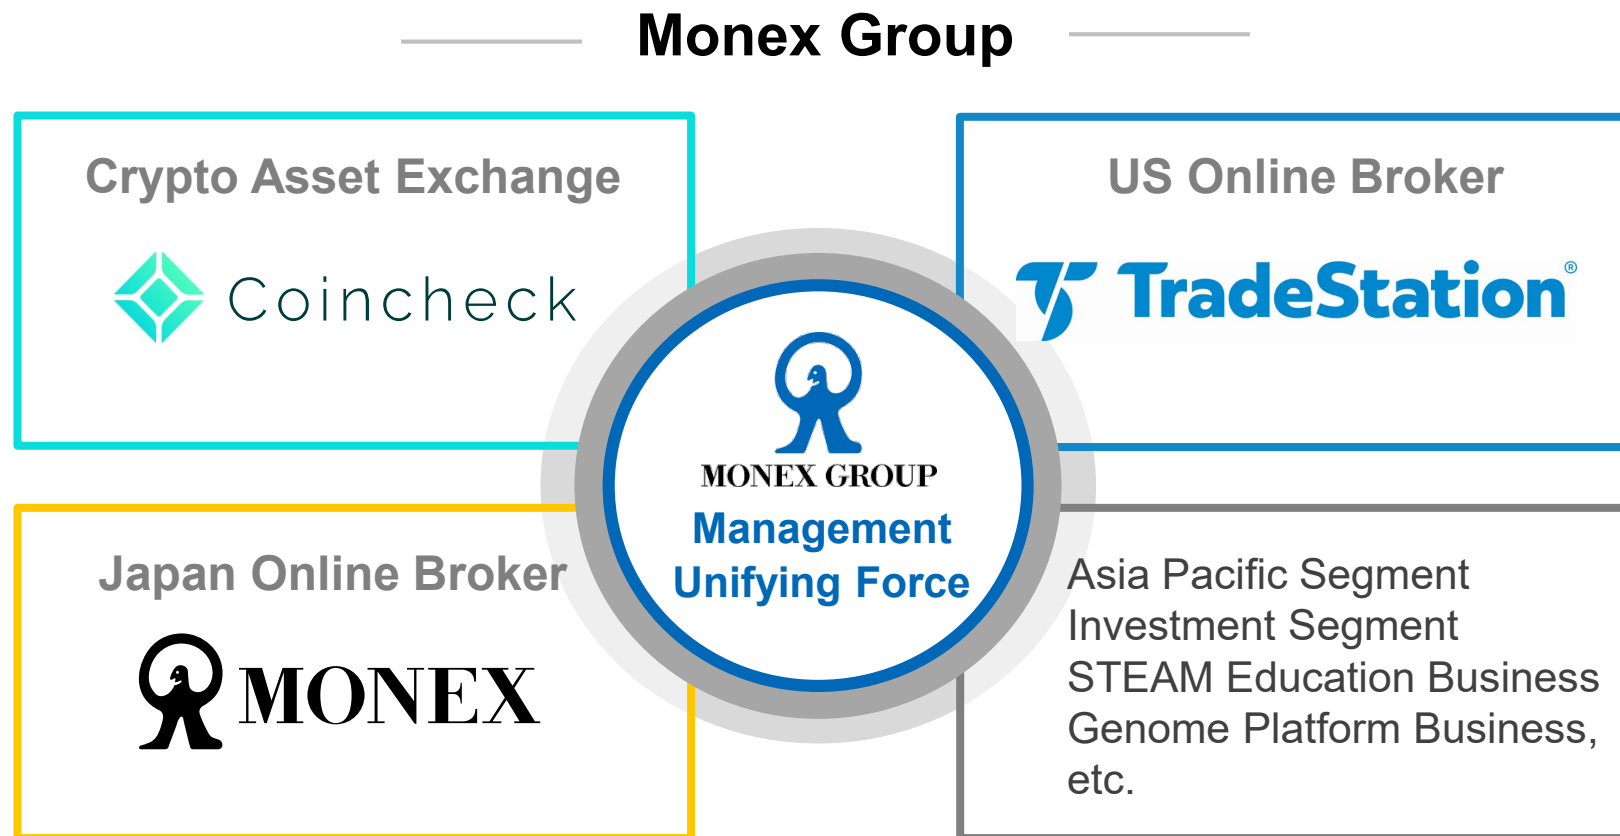 Monex Group
Crypto Asset Exchange
Coincheck
US Online Broker
TradeStation®
MONEX GROUP
Management
Unifying Force
Japan Online Broker
MONEX
Asia Pacific Segment
Investment Segment
STEAM Education Business
Genome Platform Business,
etc.